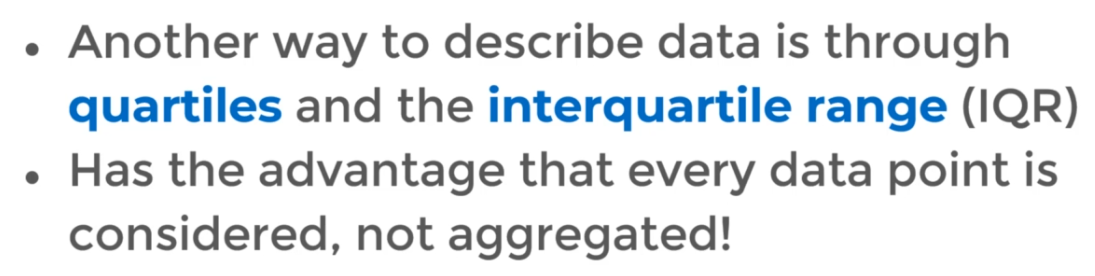 • Another way to describe data is through
quartiles and the interquartile range (IQR)
• Has the advantage that every data point is
considered, not aggregated!